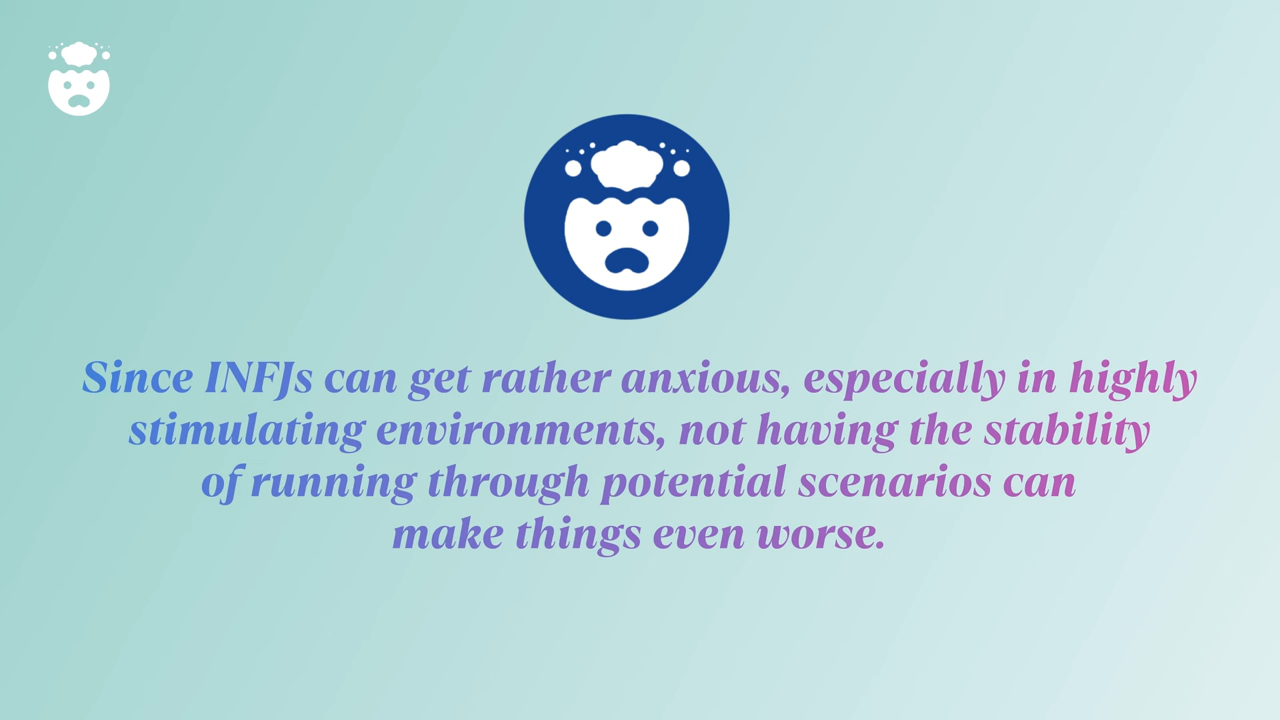 Since INFJs can get rather anxious, especially in highly
stimulating environments, not having the stability
of running through potential scenarios can
make things even worse.